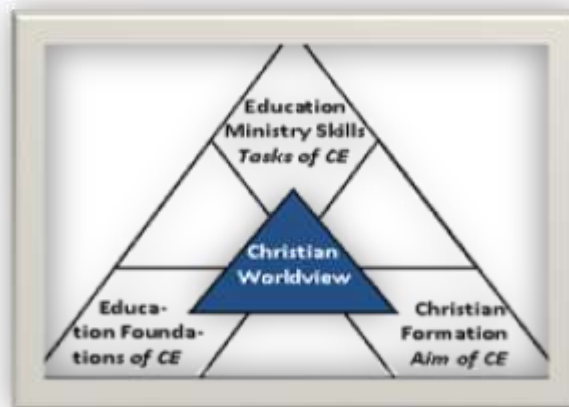 Education
Ministry Skills
Tasks of CE
Christian
Worldview
Educa-
tion Founda-
tions of CE
Christian
Formation
Aim of CE